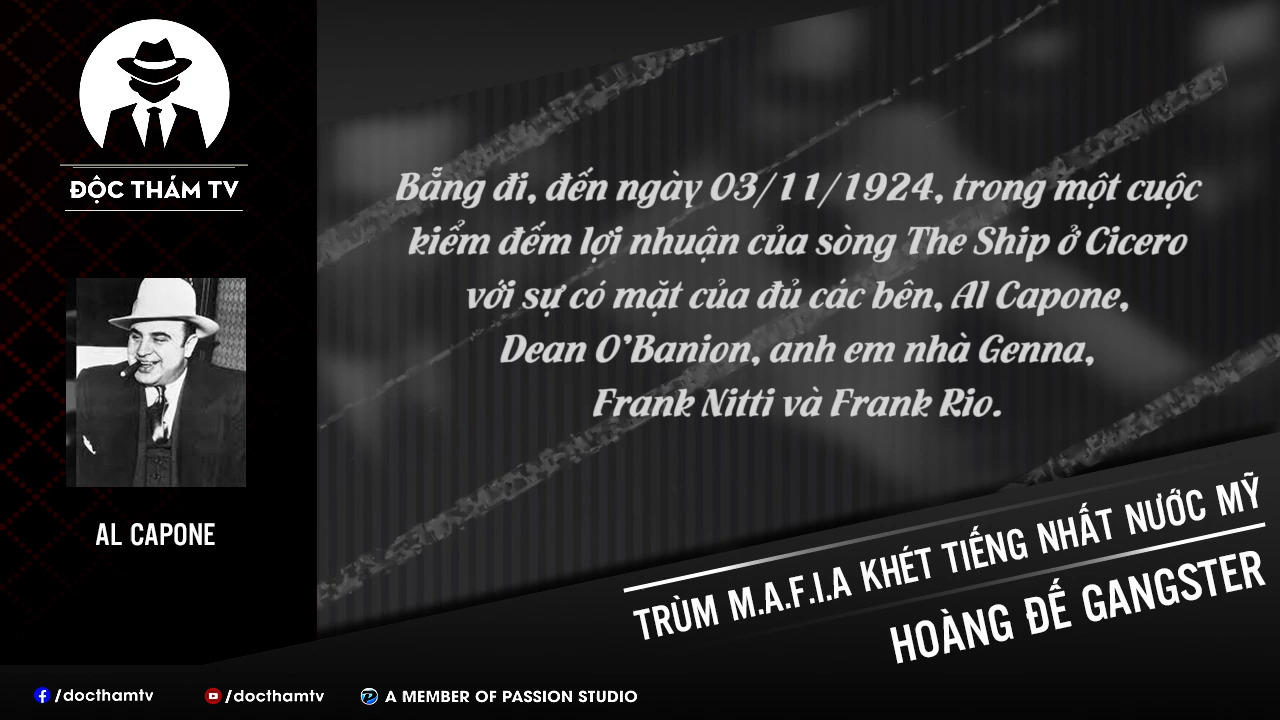 ĐỘC THÁM TV
AL CAPONE
Bẵng đi, đến ngày 03/11/1924, trong một cuộc
kiểm đếm lợi nhuận của sòng The Ship ở Cicero
với sự có mặt của đủ các bên, Al Capone,
Dean O'Banion, anh em nhà Genna,
Frank Nitti và Frank Rio.
TRÙM M.A.F.I.A KHÉT TIẾNG NHẤT NƯỚC MỸ
HOÀNG ĐẾ GANGSTER
/docthamtv
/docthamtv
A MEMBER OF PASSION STUDIO